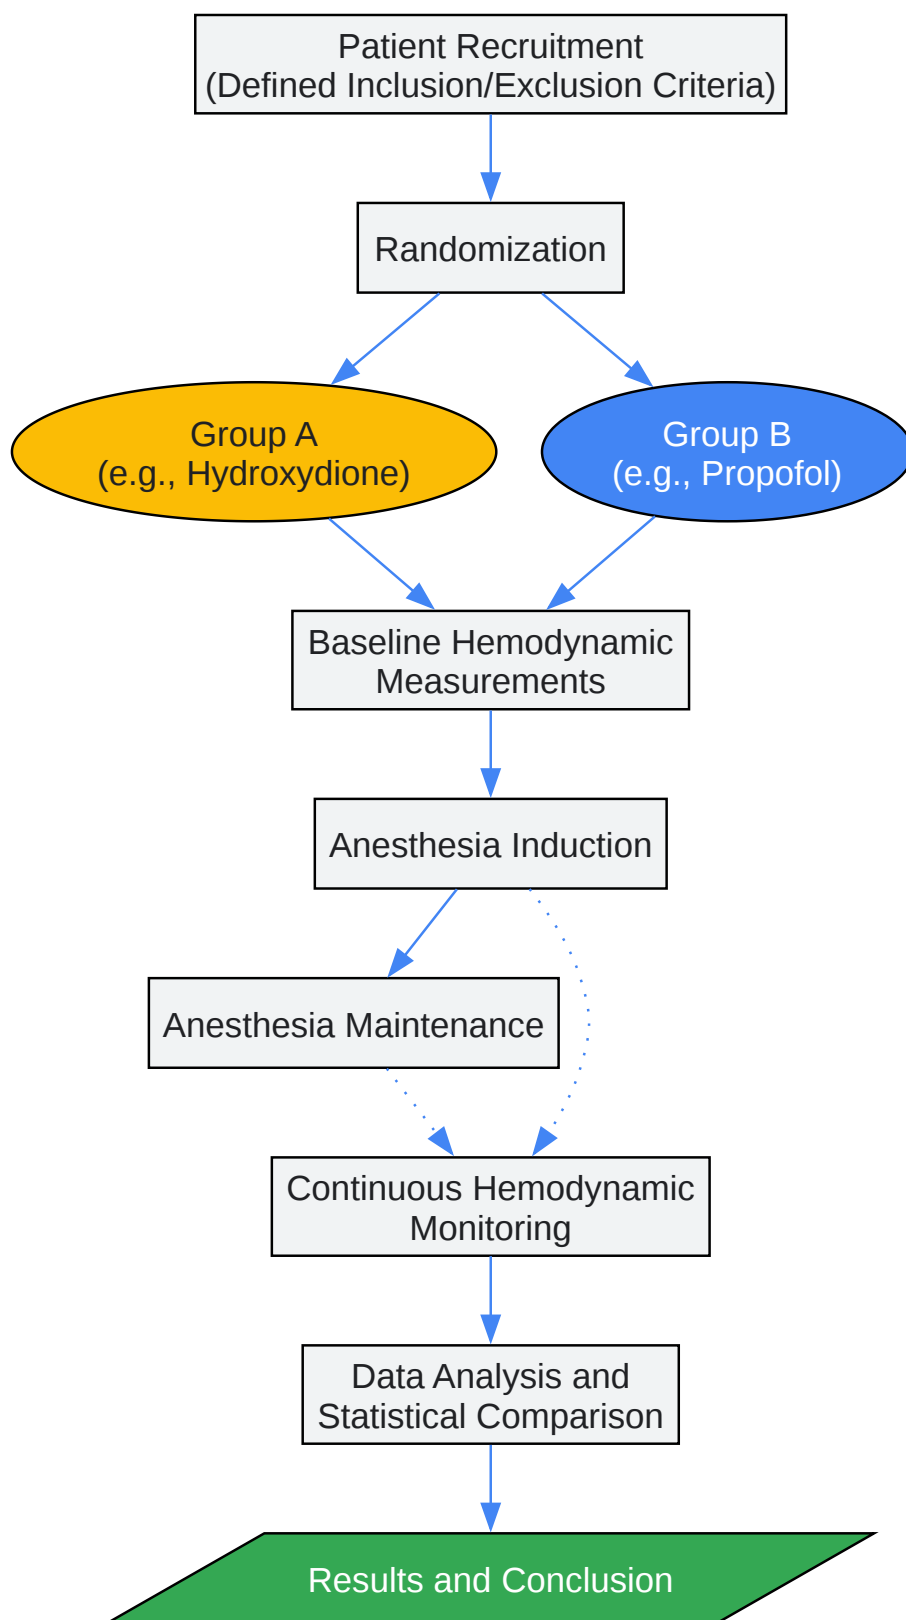 Patient Recruitment
(Defined Inclusion/Exclusion Criteria)
Randomization
Group A
(e.g., Hydroxydione)
Group B
(e.g., Propofol)
Baseline Hemodynamic
Measurements
Anesthesia Induction
Anesthesia Maintenance
Continuous Hemodynamic
Monitoring
Data Analysis and
Statistical Comparison
Results and Conclusion